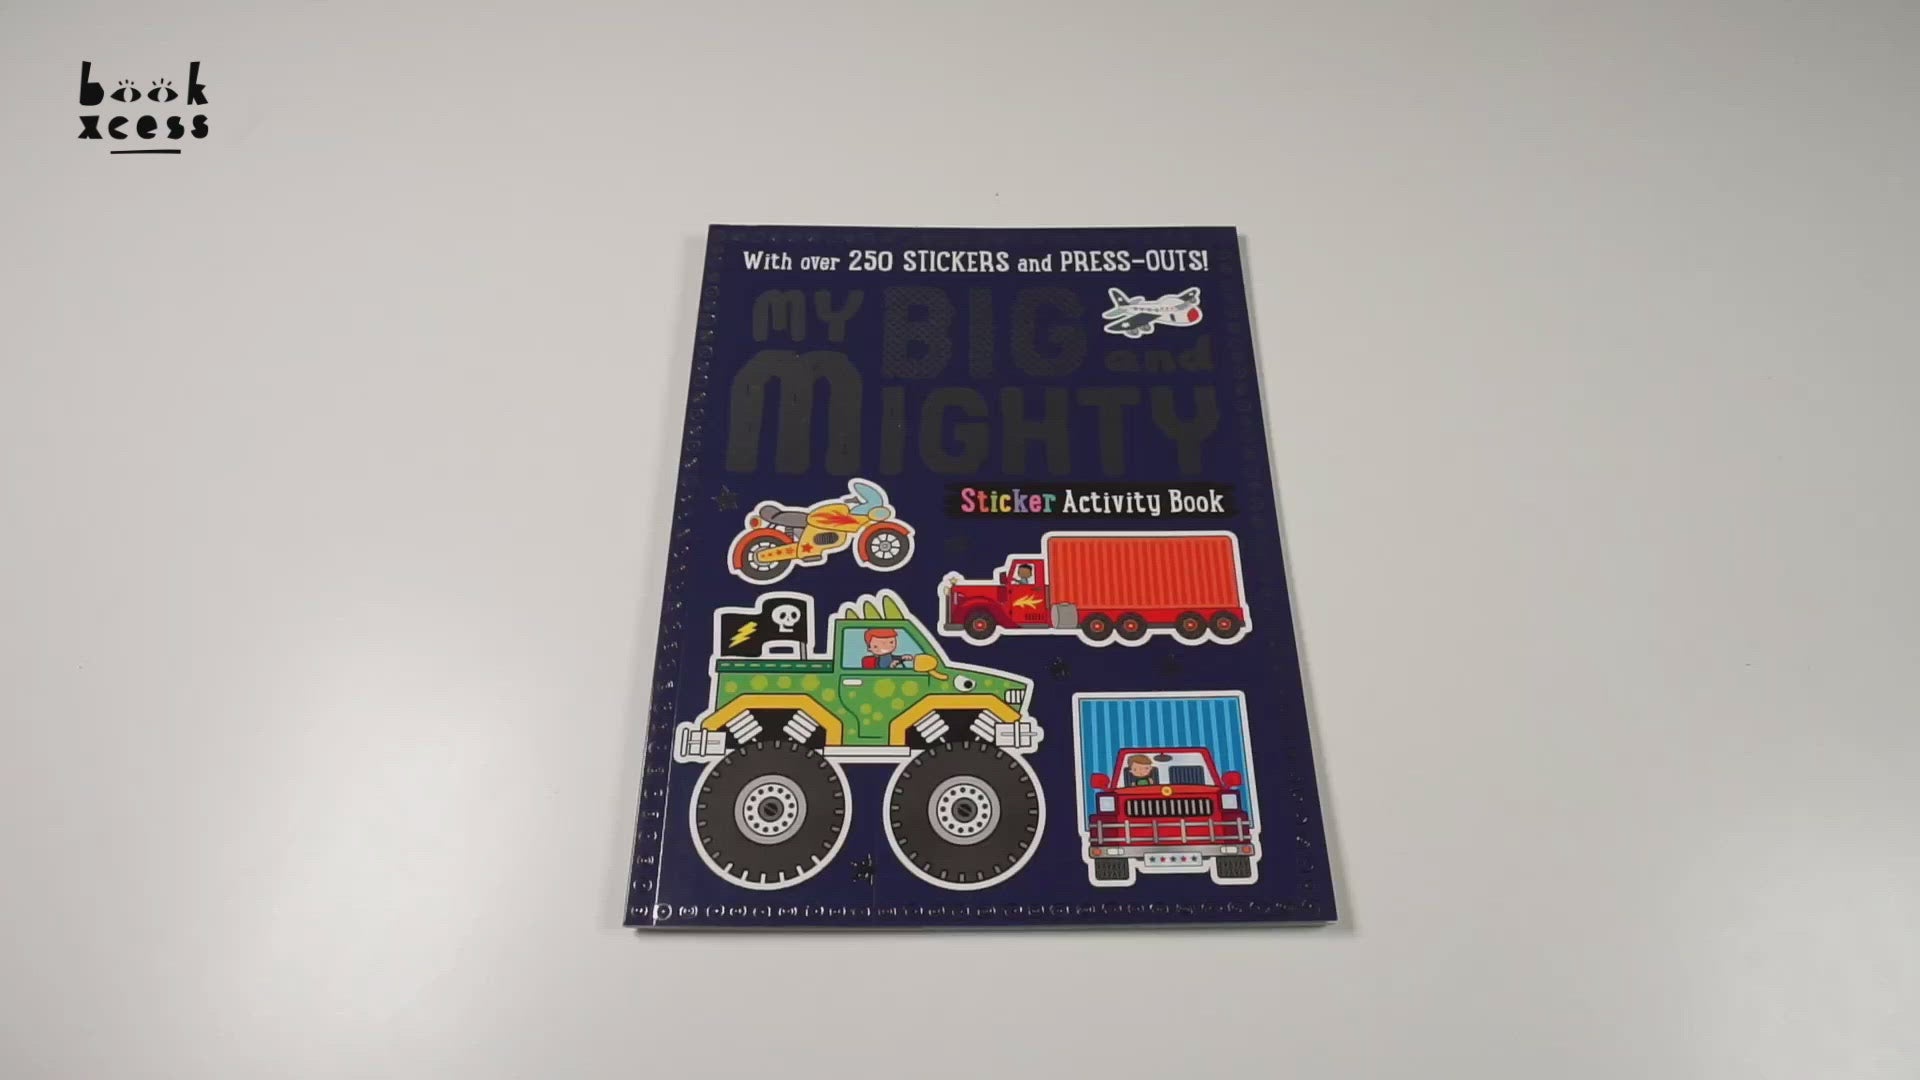 book
xcess
With over 250 STICKERS and PRESS-OUTS!
MY BIG and
MIGHTY
Sticker Activity Book